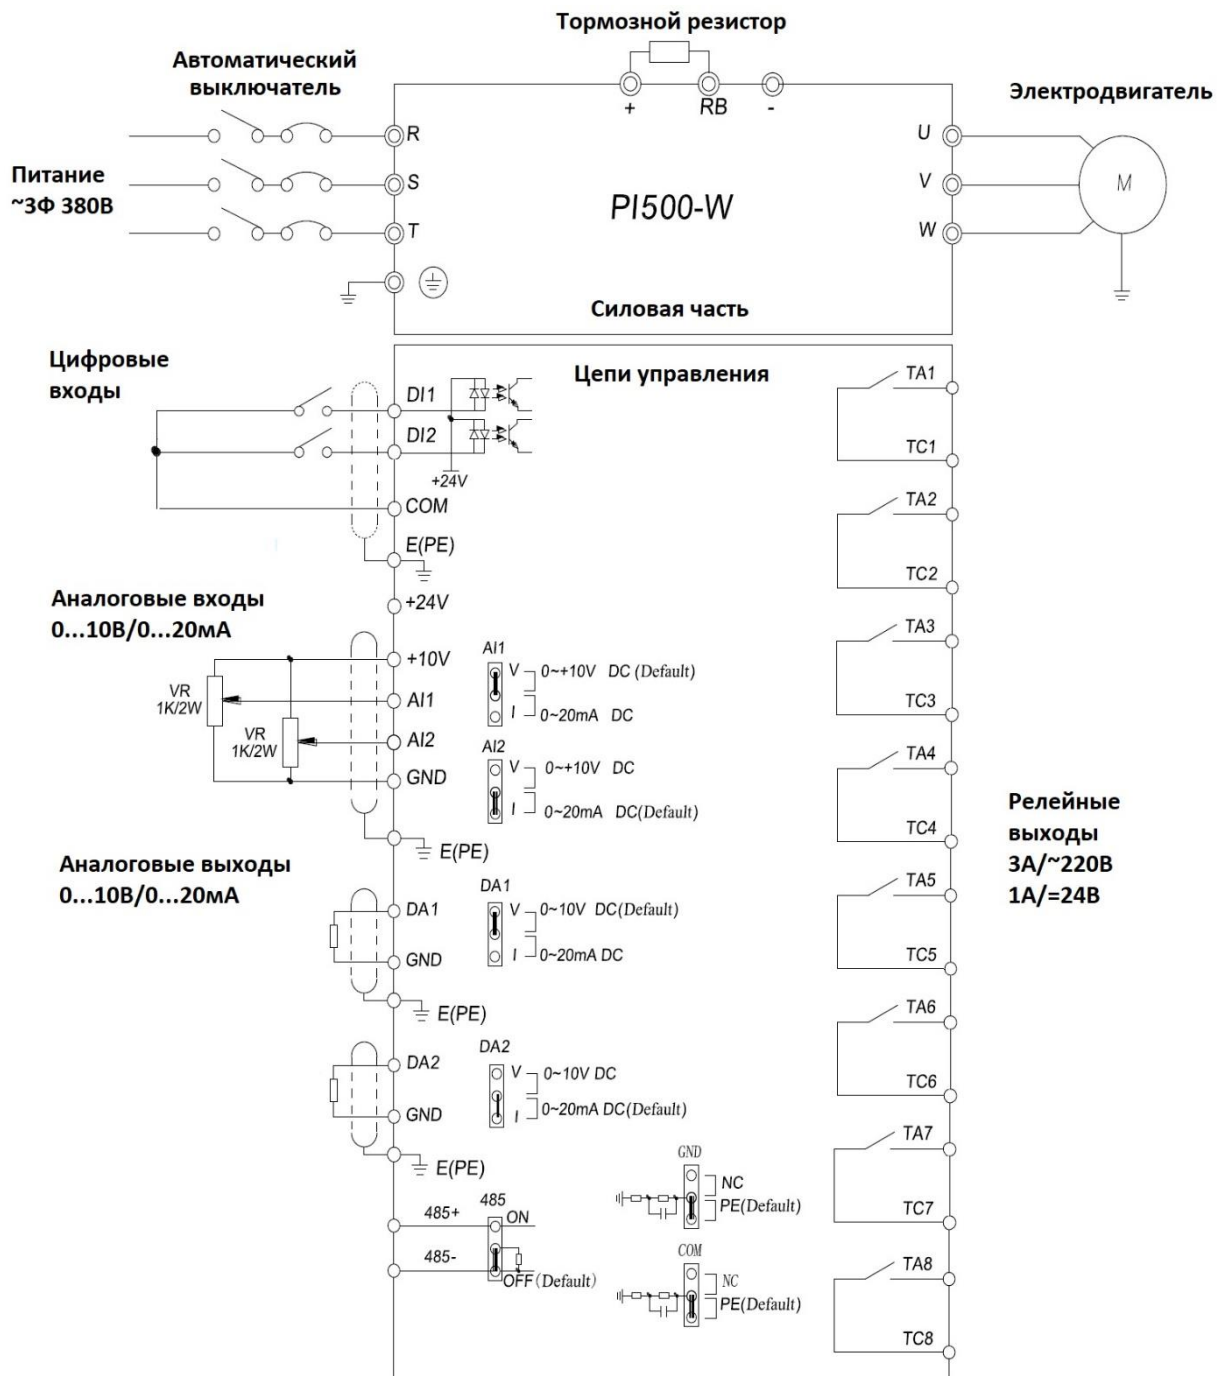 Тормозной резистор
Автоматический
выключатель
Электродвигатель
+
RB
-
R
S
T
Питание
~3Ф 380В
PI500-W
U
V
W
M
Силовая часть
Цифровые
входы
Цепи управления
DI1
DI2
+24V
COM
E(PE)
+24V
Аналоговые входы
0...10В/0...20мА
+10V
AI1
AI2
GND
VR
1K/2W
VR
1K/2W
E(PE)
AI1
V 0~+10V DC (Default)
I 0~20mA DC
AI2
V 0~+10V DC
I 0~20mA DC(Default)
Аналоговые выходы
0...10В/0...20мА
DA1
GND
E(PE)
DA1
V 0~10V DC(Default)
I 0~20mA DC
DA2
GND
E(PE)
DA2
V 0~10V DC
I 0~20mA DC(Default)
485+
485-
485
ON
OFF(Default)
GND
NC
PE(Default)
COM
NC
PE(Default)
TA1
TC1
TA2
TC2
TA3
TC3
TA4
TC4
TA5
TC5
TA6
TC6
TA7
TC7
TA8
TC8
Релейные
выходы
3А/~220В
1А/=24В